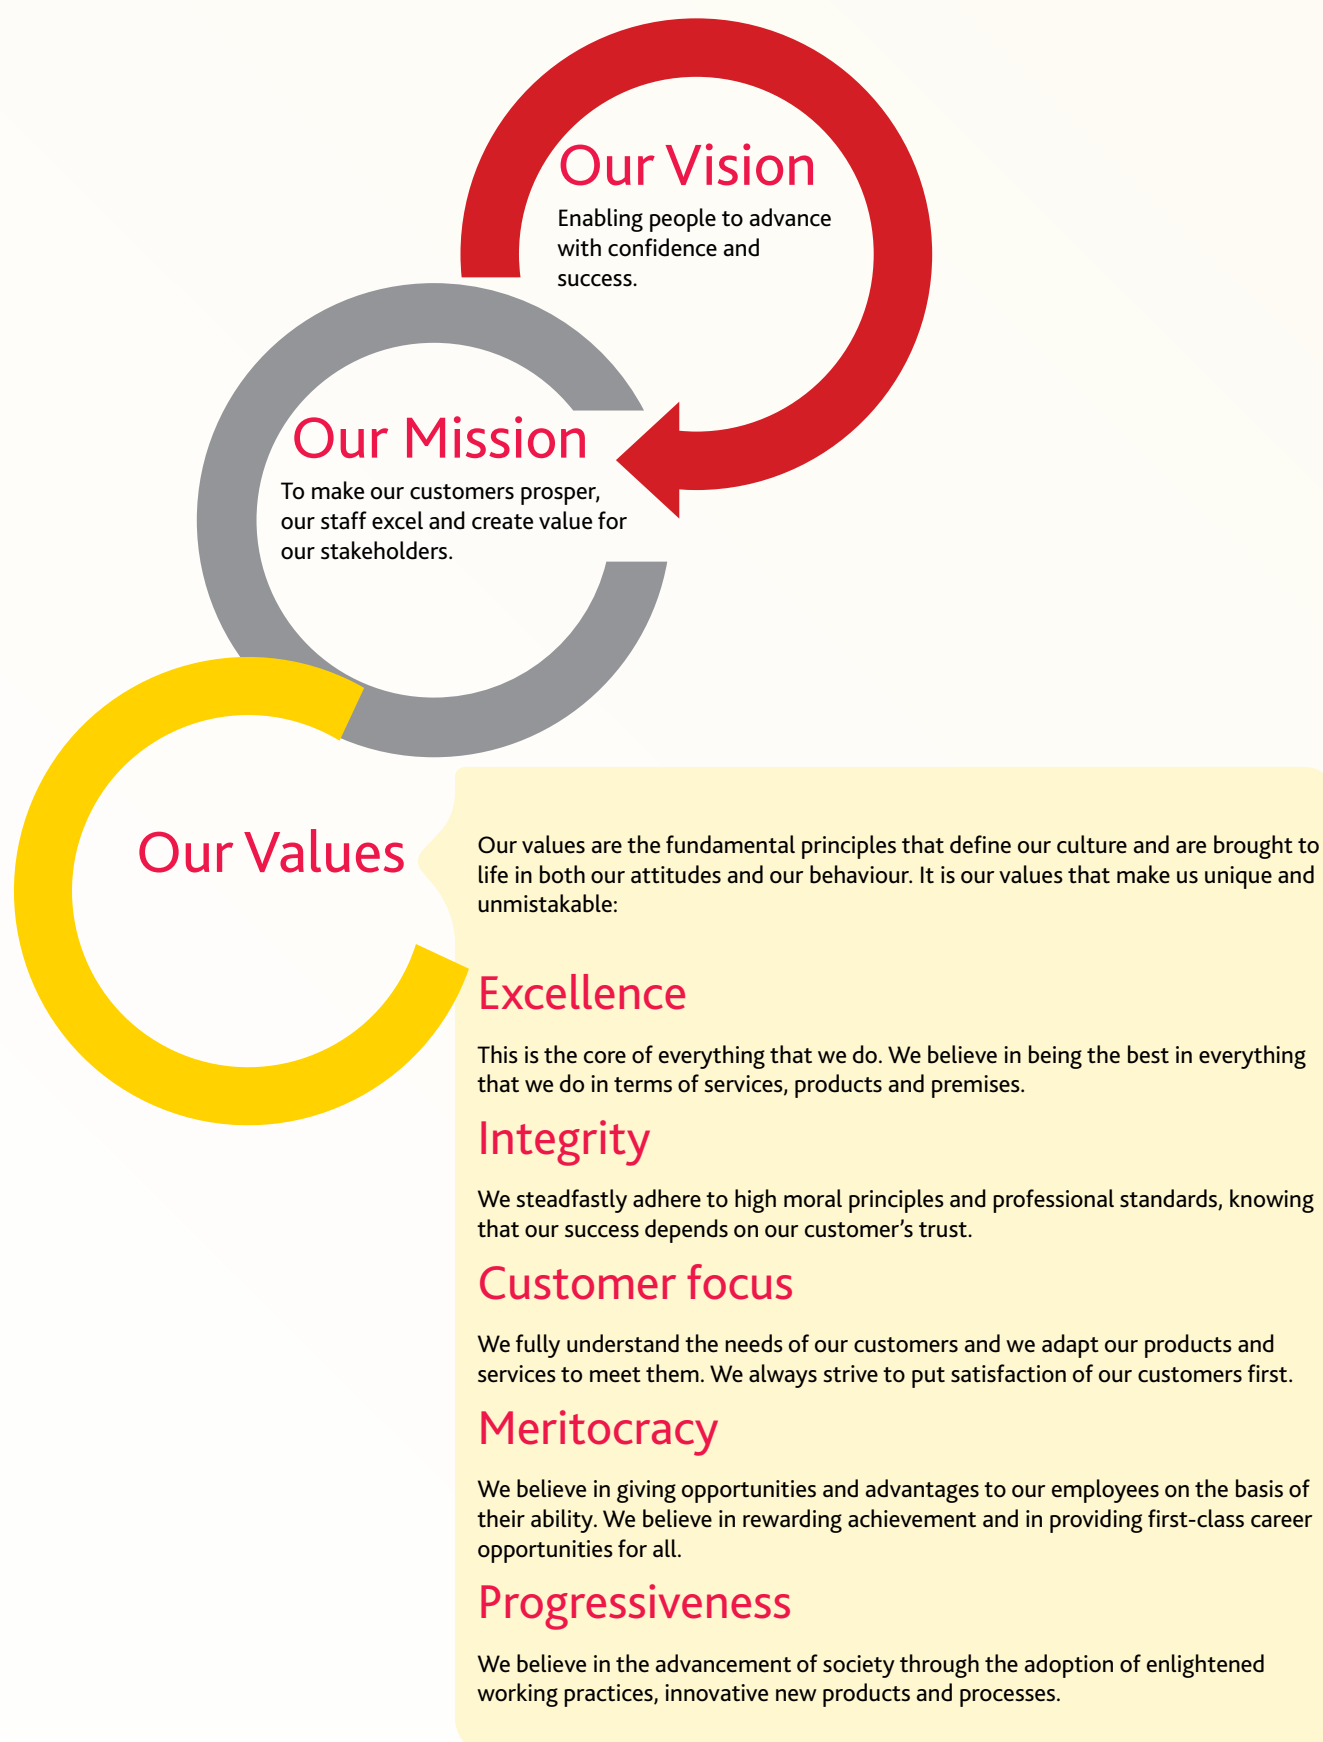 Our Vision
Enabling people to advance
with confidence and
success.
Our Mission
To make our customers prosper,
our staff excel and create value for
our stakeholders.
Our Values
Our values are the fundamental principles that define our culture and are brought to
life in both our attitudes and our behaviour. It is our values that make us unique and
unmistakable:
Excellence
This is the core of everything that we do. We believe in being the best in everything
that we do in terms of services, products and premises.
Integrity
We steadfastly adhere to high moral principles and professional standards, knowing
that our success depends on our customer’s trust.
Customer focus
We fully understand the needs of our customers and we adapt our products and
services to meet them. We always strive to put satisfaction of our customers first.
Meritocracy
We believe in giving opportunities and advantages to our employees on the basis of
their ability. We believe in rewarding achievement and in providing first-class career
opportunities for all.
Progressiveness
We believe in the advancement of society through the adoption of enlightened
working practices, innovative new products and processes.